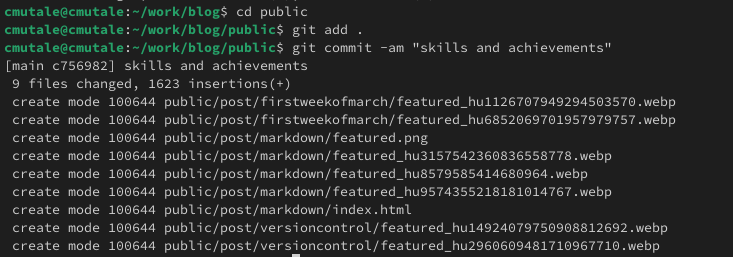 cmutale@cmutale:~/work/blog$ cd public
cmutale@cmutale:~/work/blog/public$ git add .
cmutale@cmutale:~/work/blog/public$ git commit -am "skills and achievements"
[main c756982] skills and achievements
 9 files changed, 1623 insertions(+)
 create mode 100644 public/post/firstweekofmarch/featured_hu1126707949294503570.webp
 create mode 100644 public/post/firstweekofmarch/featured_hu6852069701957979757.webp
 create mode 100644 public/post/markdown/featured.png
 create mode 100644 public/post/markdown/featured_hu3157542360836558778.webp
 create mode 100644 public/post/markdown/featured_hu8579585414680964.webp
 create mode 100644 public/post/markdown/featured_hu9574355218181014767.webp
 create mode 100644 public/post/markdown/index.html
 create mode 100644 public/post/versioncontrol/featured_hu14924079750908812692.webp
 create mode 100644 public/post/versioncontrol/featured_hu2960609481710967710.webp